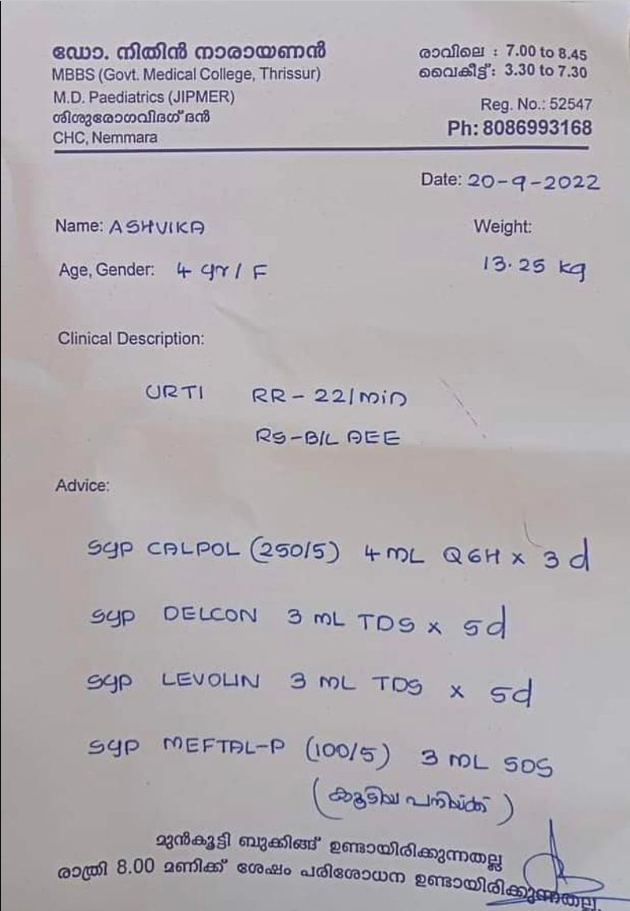 ഡോ. നിതിൻ നാരായണൻ
MBBS (Govt. Medical College, Thrissur)
M.D. Paediatrics (JIPMER)
ശിശുരോഗവിദഗ്ദൻ
CHC, Nemmara
രാവിലെ : 7.00 to 8.45
വൈകീട്ട് : 3.30 to 7.30
Reg. No.: 52547
Ph: 8086993168
Date: 20-9-2022
Name: ASHVIKA
Weight:
Age, Gender: 4 yr / F
13.25 kg
Clinical Description:
URTI RR - 22/min
RS - B/L AEE
Advice:
syp CALPOL (250/5) 4 mL Q6H x 3 d
syp DELCON 3 mL TDS x 5d
syp LEVOLIN 3 mL TDS x 5d
syp MEFTAL-P (100/5) 3 mL SOS
(കൂടിയ പനിയ്ക്ക്)
മുൻകൂട്ടി ബുക്കിങ്ങ് ഉണ്ടായിരിക്കുന്നതല്ല
രാത്രി 8.00 മണിക്ക് ശേഷം പരിശോധന ഉണ്ടായിരിക്കുന്നതല്ല.